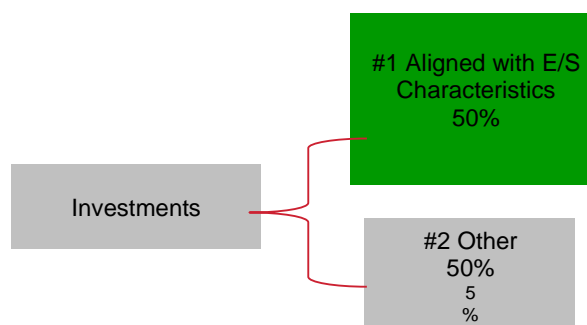 #1 Aligned with E/S
Characteristics
50%
Investments
#2 Other
50%
5
%